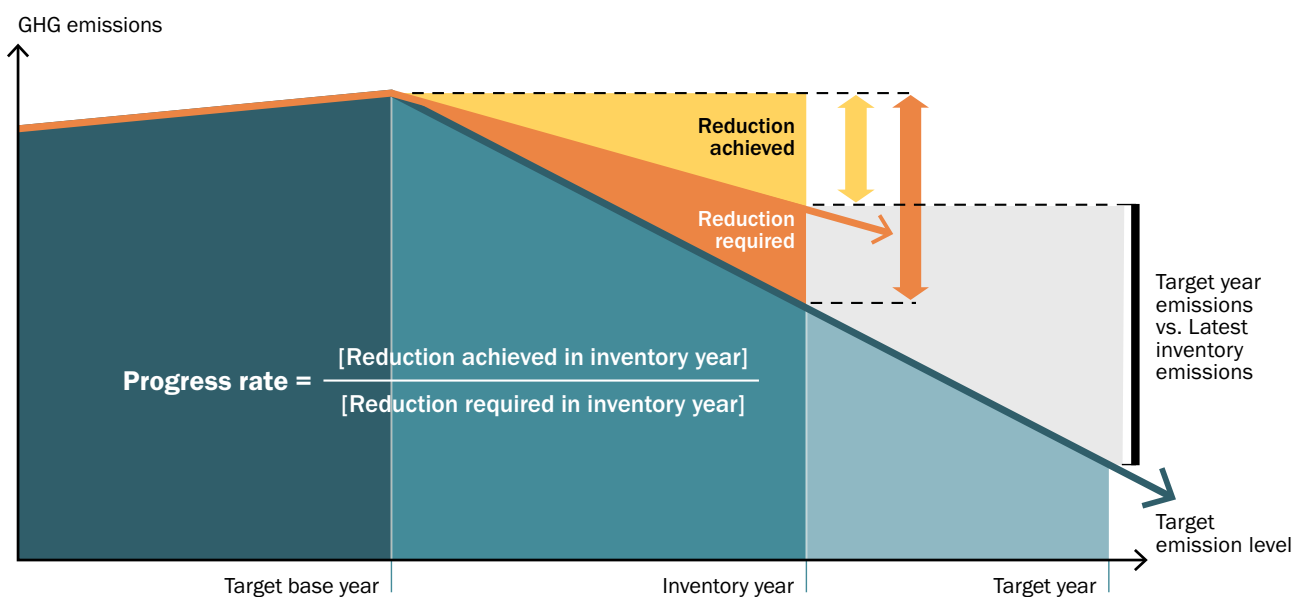 GHG emissions
Reduction
achieved
Reduction
required
Target year
emissions
vs. Latest
inventory
emissions
Progress rate =
[Reduction achieved in inventory year]
[Reduction required in inventory year]
Target
emission level
Target base year
Inventory year
Target year